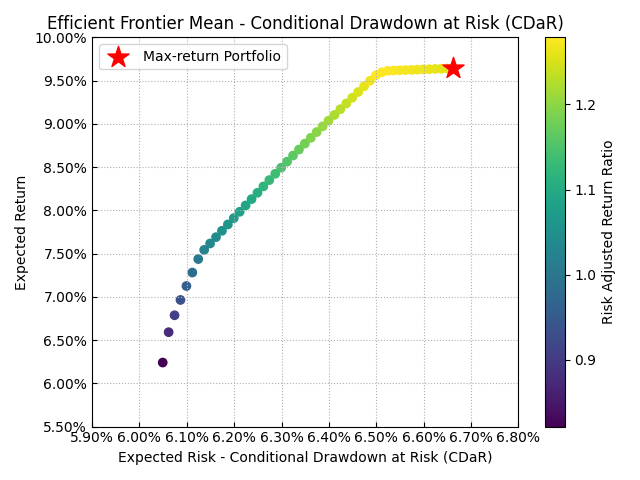 Efficient Frontier Mean - Conditional Drawdown at Risk (CDaR)
Max-return Portfolio
10.00%
9.50%
9.00%
8.50%
8.00%
7.50%
7.00%
6.50%
6.00%
5.50%
Expected Return
5.90% 6.00% 6.10% 6.20% 6.30% 6.40% 6.50% 6.60% 6.70% 6.80%
Expected Risk - Conditional Drawdown at Risk (CDaR)
1.2
1.1
1.0
0.9
Risk Adjusted Return Ratio